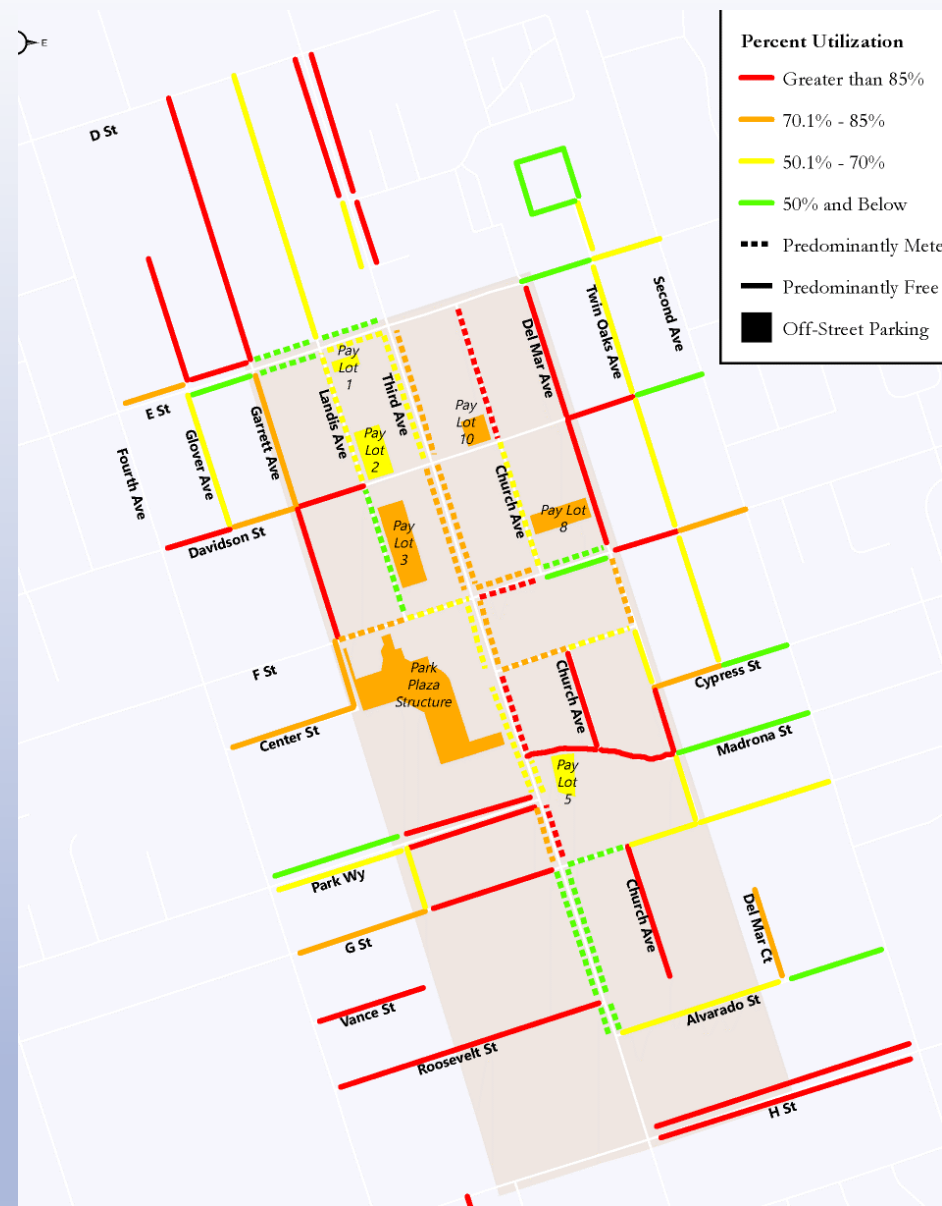 E
Percent Utilization
Greater than 85%
70.1% - 85%
50.1% - 70%
50% and Below
Predominantly Mete
Predominantly Free
Off-Street Parking
D St
Second Ave
Twin Oaks Ave
Del Mar Ave
Pay
Lot
1
Third Ave
Landis Ave
Pay
Lot
10
E St
Garrett Ave
Glover Ave
Fourth Ave
Pay
Lot
2
Church Ave
Pay Lot
8
Davidson St
Pay
Lot
3
F St
Park
Plaza
Structure
Church Ave
Cypress St
Center St
Madrona St
Pay
Lot
5
Park Wy
G St
Church Ave
Del Mar Ct
Vance St
Alvarado St
Roosevelt St
H St